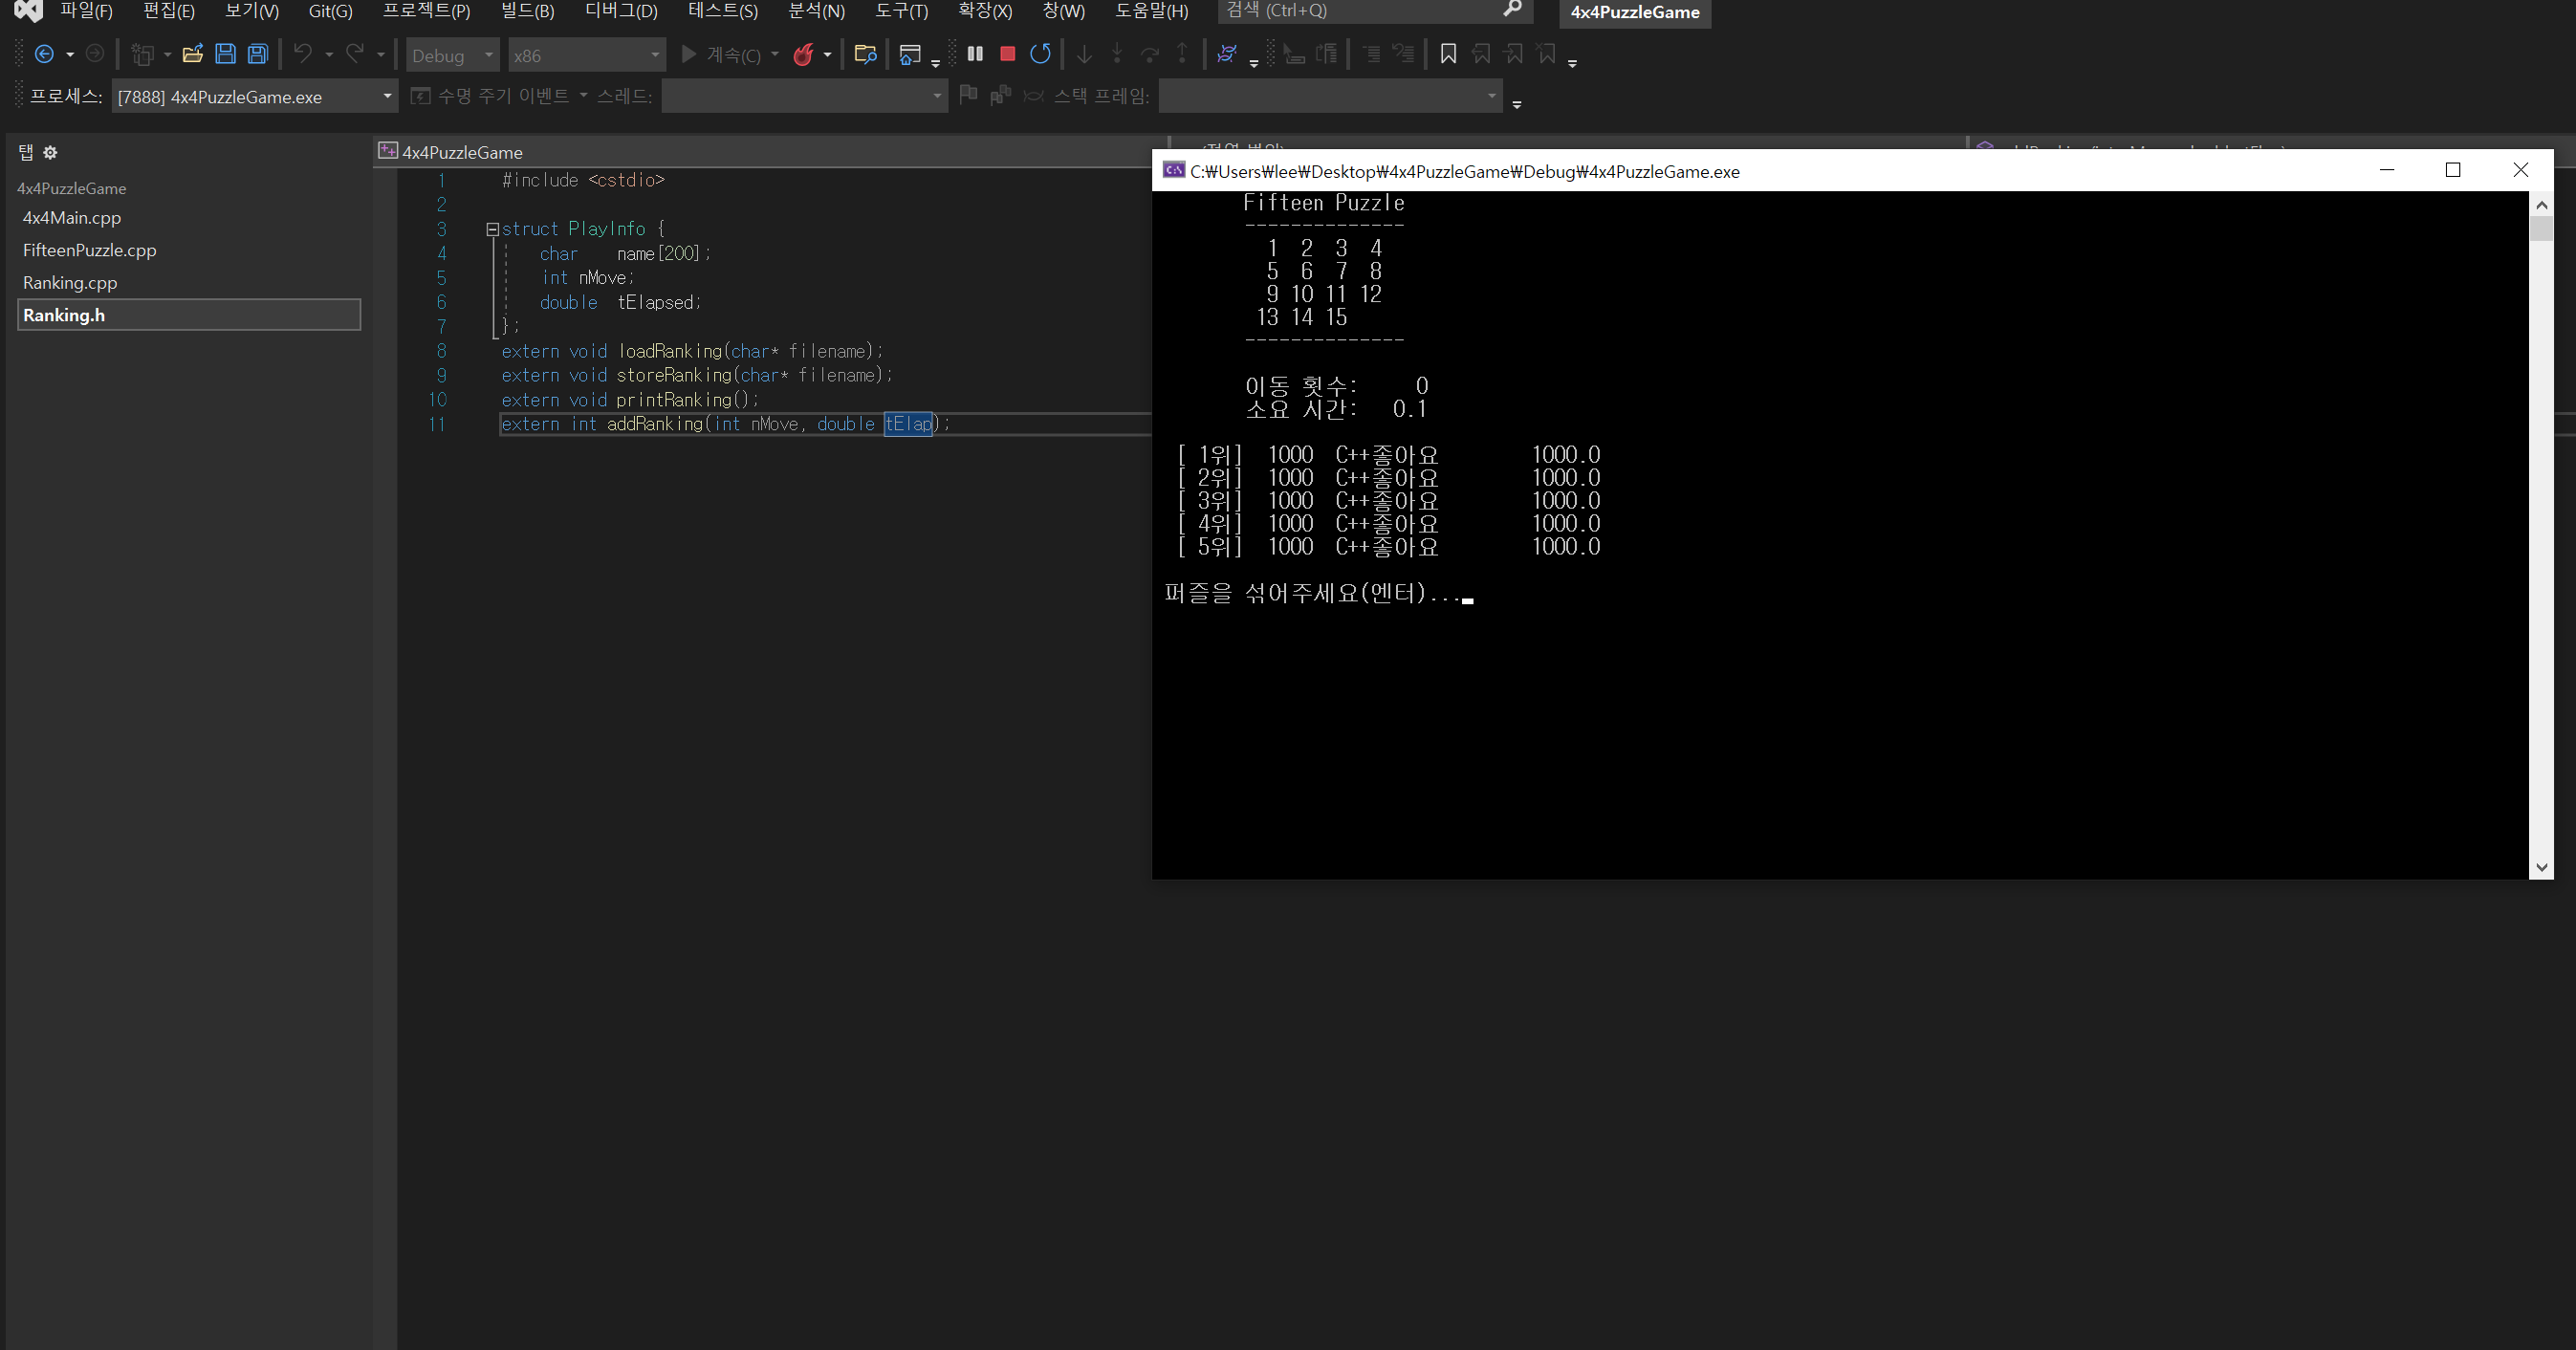 파일(F) 편집(E) 보기(V) Git(G) 프로젝트(P) 빌드(B) 디버그(D) 테스트(S) 분석(N) 도구(T) 확장(X) 창(W) 도움말(H) 검색 (Ctrl+Q) 4x4PuzzleGame
Debug x86 계속(C)
프로세스: [7888] 4x4PuzzleGame.exe 수명 주기 이벤트 스레드: 스택 프레임:
탭
4x4PuzzleGame
4x4Main.cpp
FifteenPuzzle.cpp
Ranking.cpp
Ranking.h
4x4PuzzleGame
1 #include <cstdio>
2
3 struct PlayInfo {
4 char name[200];
5 int nMove;
6 double tElapsed;
7 };
8 extern void loadRanking(char* filename);
9 extern void storeRanking(char* filename);
10 extern void printRanking();
11 extern int addRanking(int nMove, double tElap);
C:₩Users₩lee₩Desktop₩4x4PuzzleGame₩Debug₩4x4PuzzleGame.exe
Fifteen Puzzle
--------------
1 2 3 4
5 6 7 8
9 10 11 12
13 14 15
--------------
이동 횟수: 0
소요 시간: 0.1
[ 1위] 1000 C++좋아요 1000.0
[ 2위] 1000 C++좋아요 1000.0
[ 3위] 1000 C++좋아요 1000.0
[ 4위] 1000 C++좋아요 1000.0
[ 5위] 1000 C++좋아요 1000.0
퍼즐을 섞어주세요(엔터)...